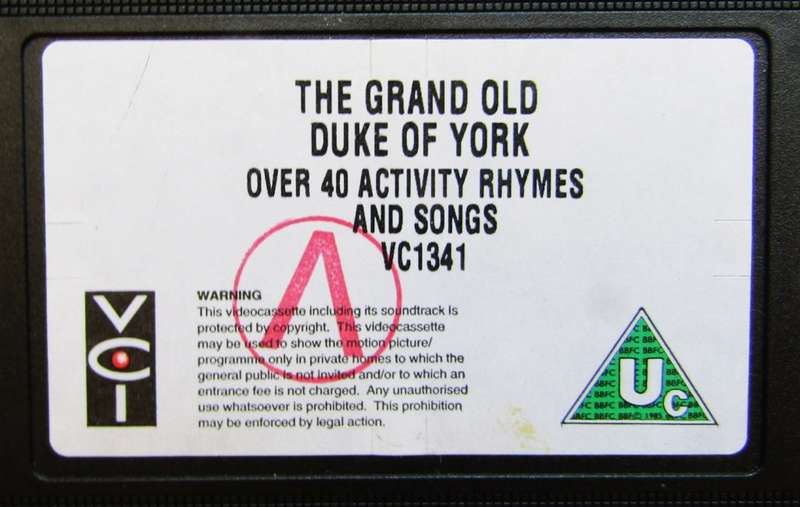 THE GRAND OLD
DUKE OF YORK
OVER 40 ACTIVITY RHYMES
AND SONGS
VC1341
VCI
WARNING
This videocassette including its soundtrack is
protected by copyright. This videocassette
may be used to show the motion picture/
programme only in private homes to which the
general public is not invited and/or to which an
entrance fee is not charged. Any unauthorised
use whatsoever is prohibited. This prohibition
may be enforced by legal action.
Uc
BBFC
BBFC 1985